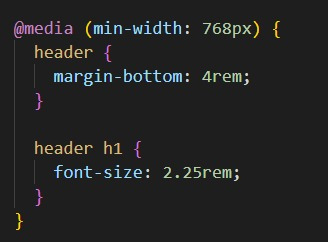 @media (min-width: 768px) {
  header {
    margin-bottom: 4rem;
  }

  header h1 {
    font-size: 2.25rem;
  }
}